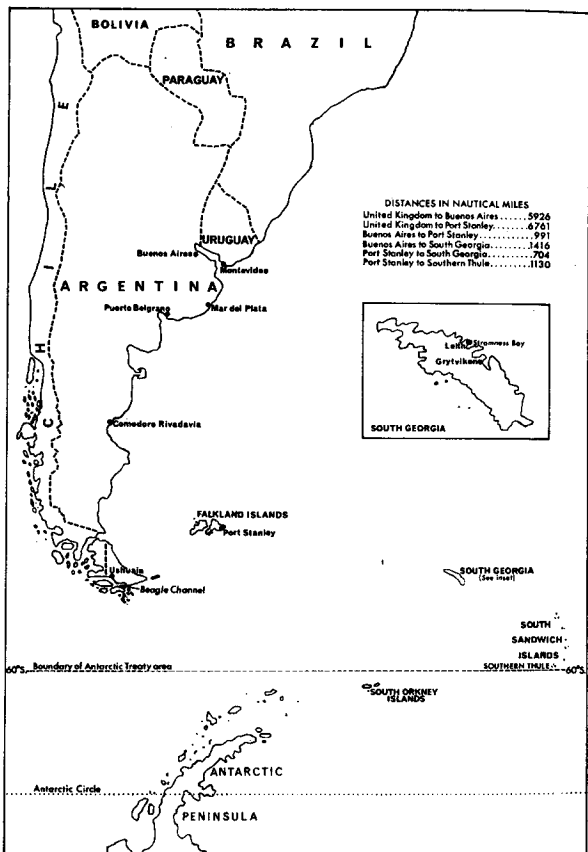 BOLIVIA
BRAZIL
PARAGUAY
CHILE
DISTANCES IN NAUTICAL MILES
United Kingdom to Buenos Aires......5926
United Kingdom to Port Stanley.......6761
Buenos Aires to Port Stanley..........991
Buenos Aires to South Georgia.......1416
Port Stanley to South Georgia.........704
Port Stanley to Southern Thule........1130
URUGUAY
Buenos Aires
Montevideo
ARGENTINA
Puerto Belgrano
Mar del Plata
Leith
Stromness Bay
Grytviken
SOUTH GEORGIA
Comodoro Rivadavia
FALKLAND ISLANDS
Port Stanley
Ushuaia
Beagle Channel
SOUTH GEORGIA
(See inset)
SOUTH
SANDWICH
ISLANDS
SOUTHERN THULE
60°S.
Boundary of Antarctic Treaty area
60°S.
SOUTH ORKNEY
ISLANDS
ANTARCTIC
Antarctic Circle
PENINSULA